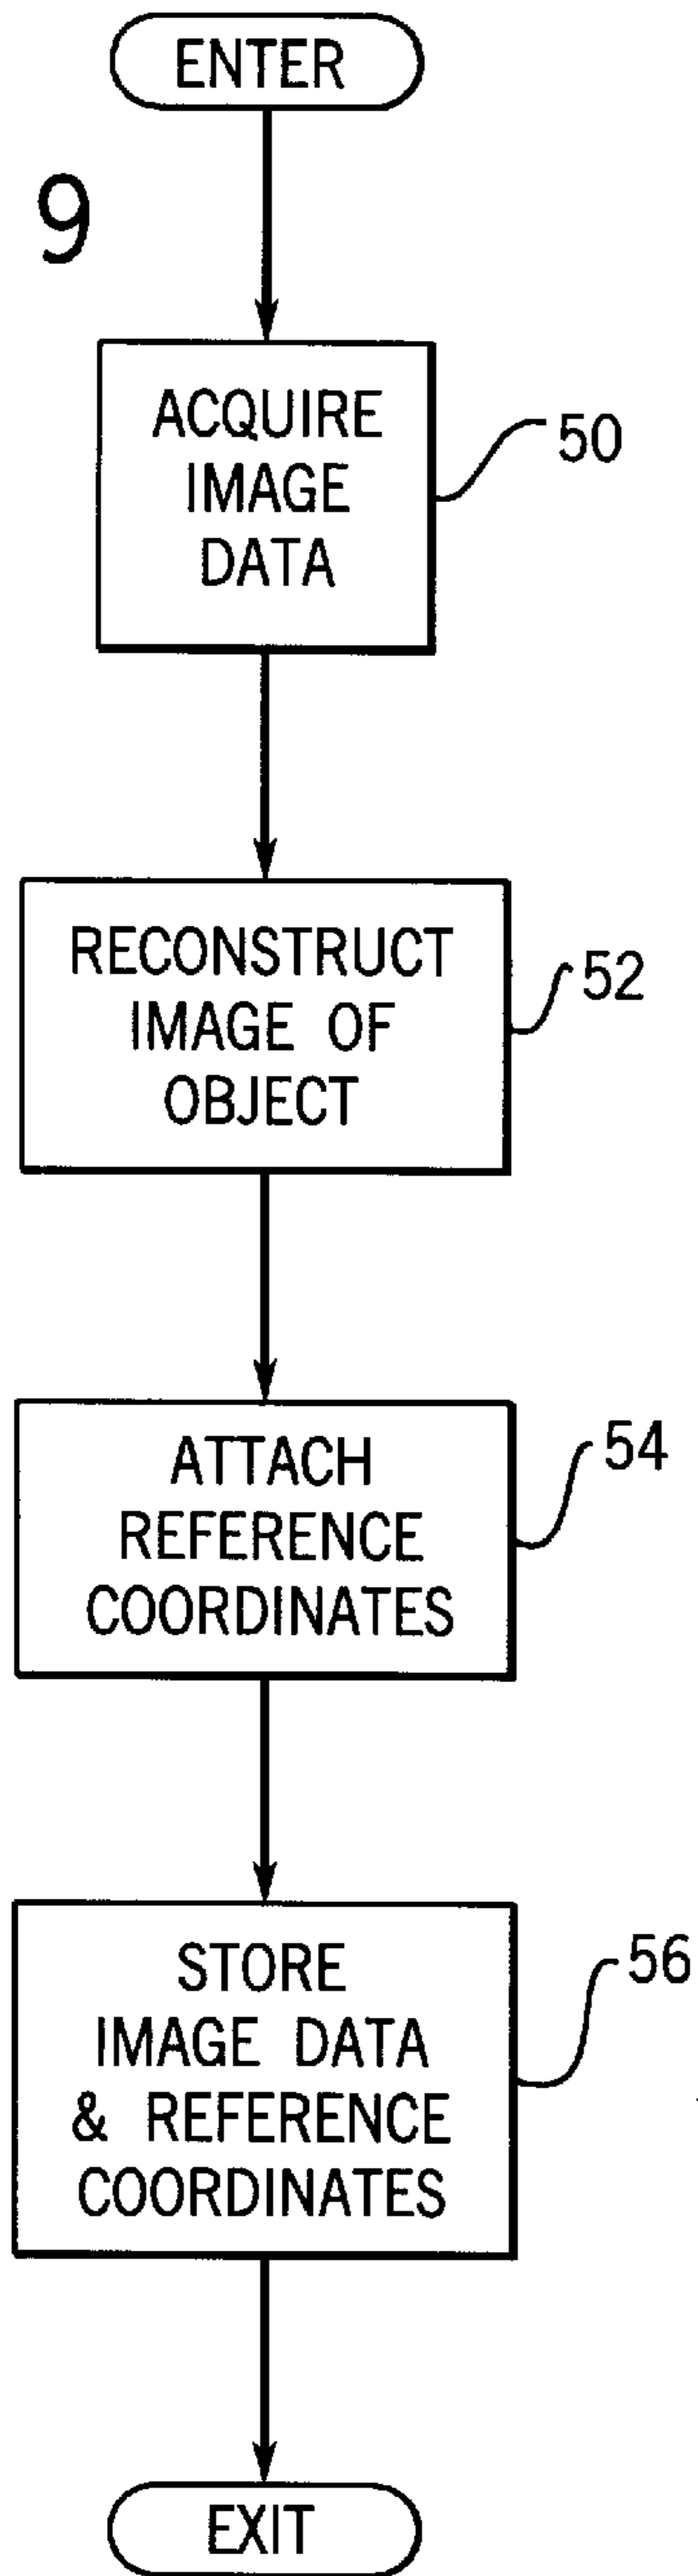 ENTER
9
ACQUIRE
IMAGE
DATA
50
RECONSTRUCT
IMAGE OF
OBJECT
52
ATTACH
REFERENCE
COORDINATES
54
STORE
IMAGE DATA
& REFERENCE
COORDINATES
56
EXIT